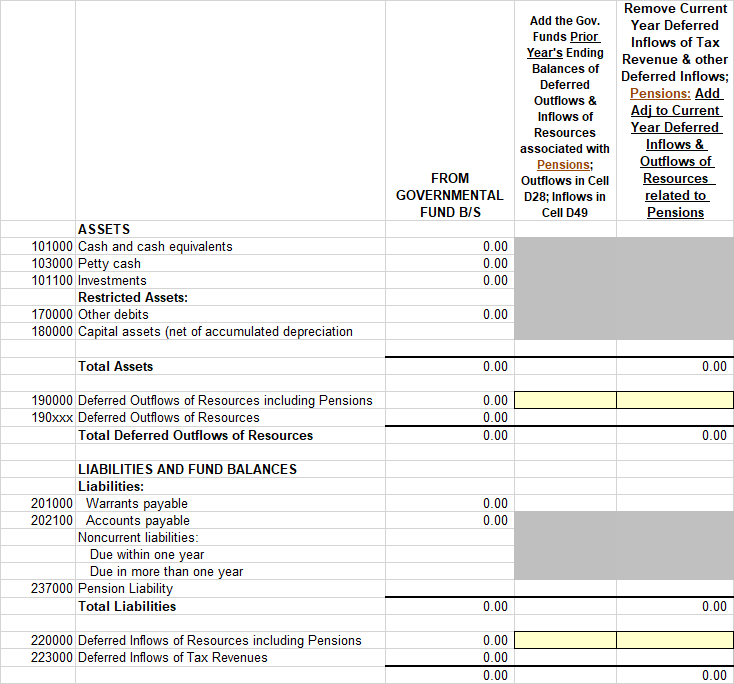 Add the Gov.
Funds Prior
Year's Ending
Balances of
Deferred
Outflows &
Inflows of
Resources
associated with
Pensions;
Outflows in Cell
D28; Inflows in
Cell D49
Remove Current
Year Deferred
Inflows of Tax
Revenue & other
Deferred Inflows;
Pensions: Add
Adj to Current
Year Deferred
Inflows &
Outflows of
Resources
related to
Pensions
FROM
GOVERNMENTAL
FUND B/S
ASSETS
101000 Cash and cash equivalents 0.00
103000 Petty cash 0.00
101100 Investments 0.00
Restricted Assets:
170000 Other debits 0.00
180000 Capital assets (net of accumulated depreciation
Total Assets 0.00 0.00
190000 Deferred Outflows of Resources including Pensions 0.00
190xxx Deferred Outflows of Resources 0.00
Total Deferred Outflows of Resources 0.00 0.00
LIABILITIES AND FUND BALANCES
Liabilities:
201000 Warrants payable 0.00
202100 Accounts payable 0.00
Noncurrent liabilities:
Due within one year
Due in more than one year
237000 Pension Liability
Total Liabilities 0.00 0.00
220000 Deferred Inflows of Resources including Pensions 0.00
223000 Deferred Inflows of Tax Revenues 0.00
0.00 0.00